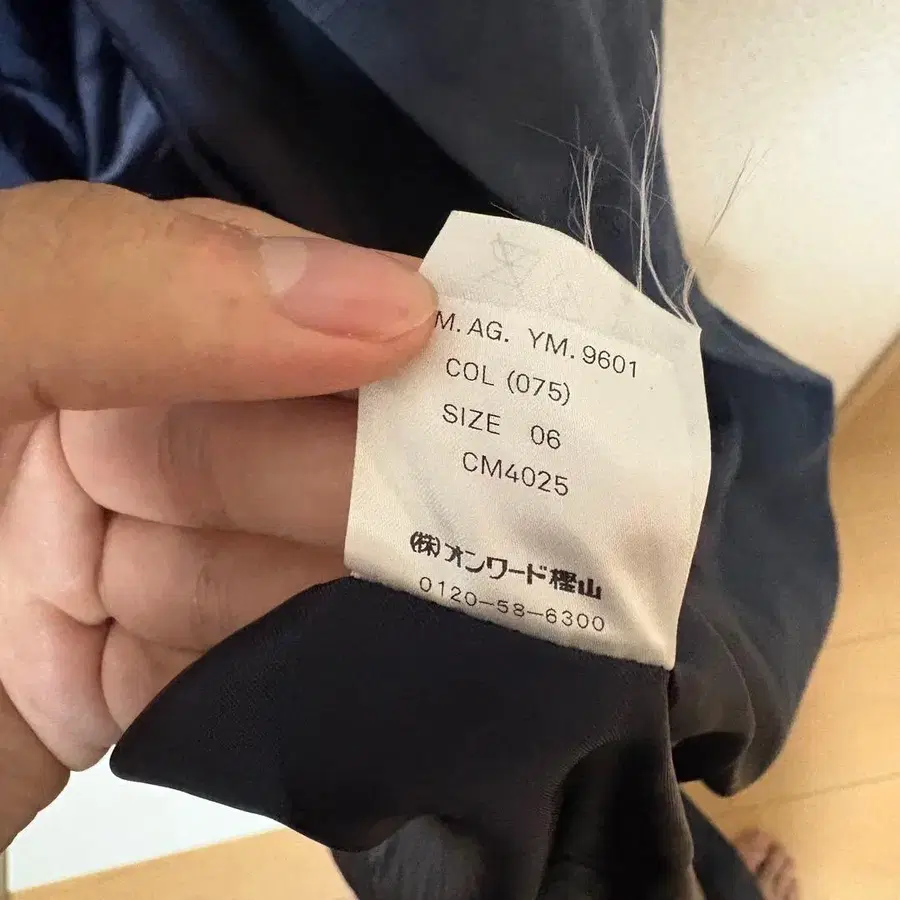 M. AG. YM. 9601
COL (075)
SIZE 06
CM4025
(株)オンワード樫山
0120-58-6300